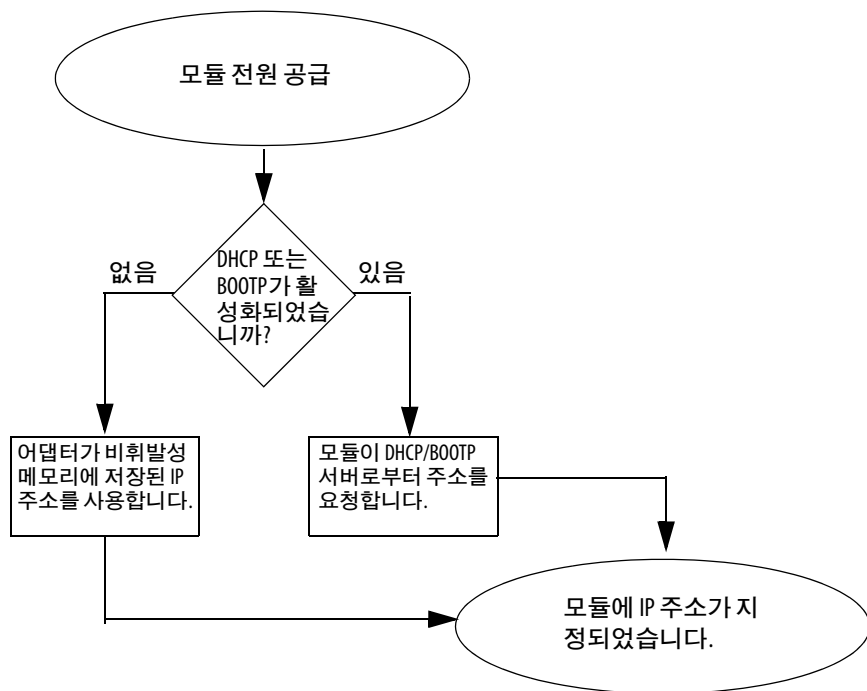 모듈 전원 공급
DHCP 또는
BOOTP가 활
성화되었습
니까?
없음
있음
어댑터가 비휘발성
메모리에 저장된 IP
주소를 사용합니다.
모듈이 DHCP/BOOTP
서버로부터 주소를
요청합니다.
모듈에 IP 주소가 지
정되었습니다.